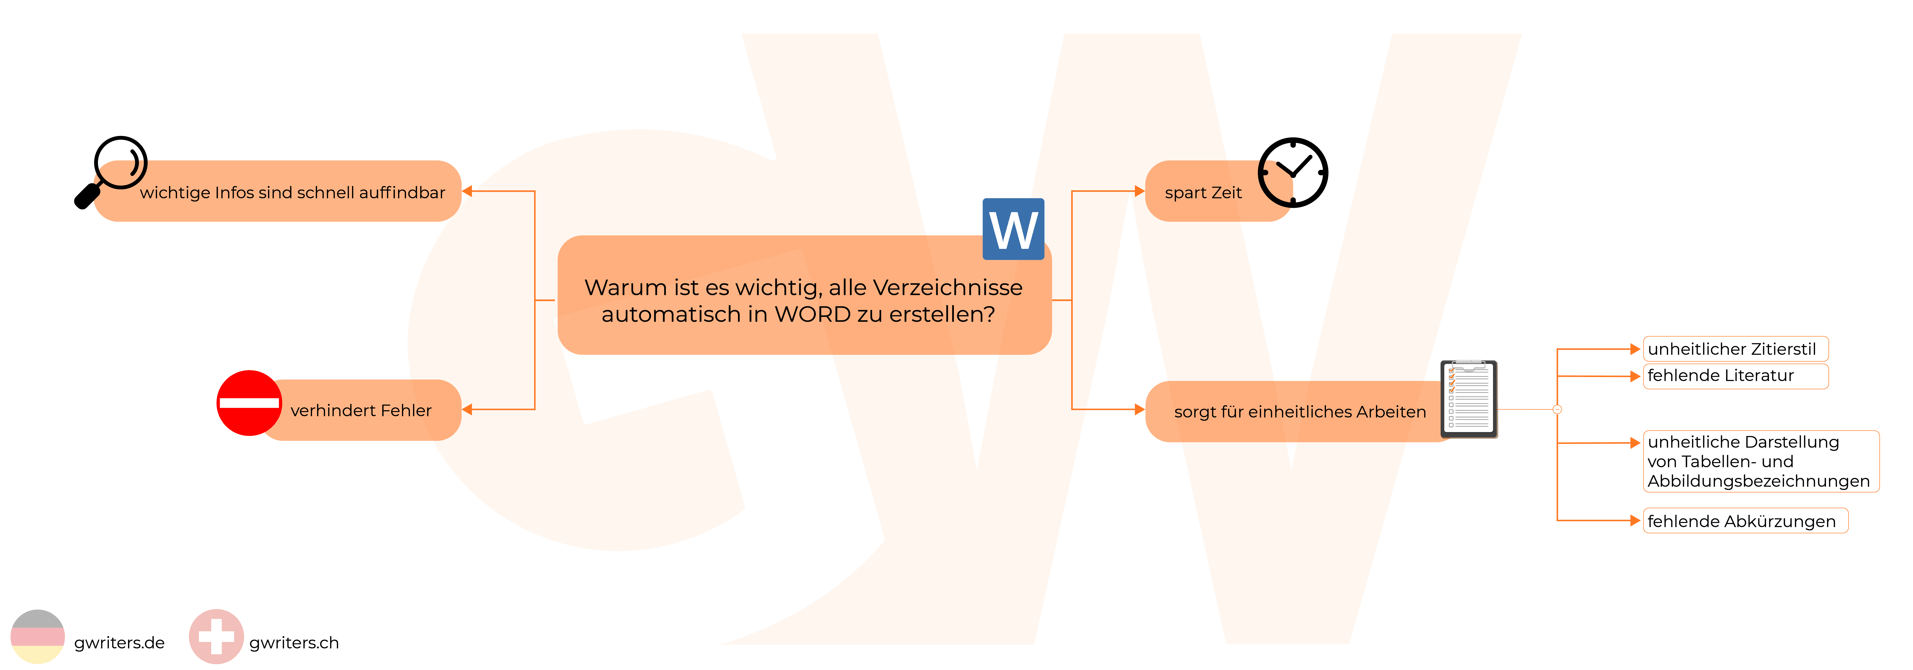 wichtige Infos sind schnell auffindbar
spart Zeit
W
Warum ist es wichtig, alle Verzeichnisse
automatisch in WORD zu erstellen?
verhindert Fehler
sorgt für einheitliches Arbeiten
unheitlicher Zitierstil
fehlende Literatur
unheitliche Darstellung
von Tabellen- und
Abbildungsbezeichnungen
fehlende Abkürzungen
gwriters.de
gwriters.ch
GW